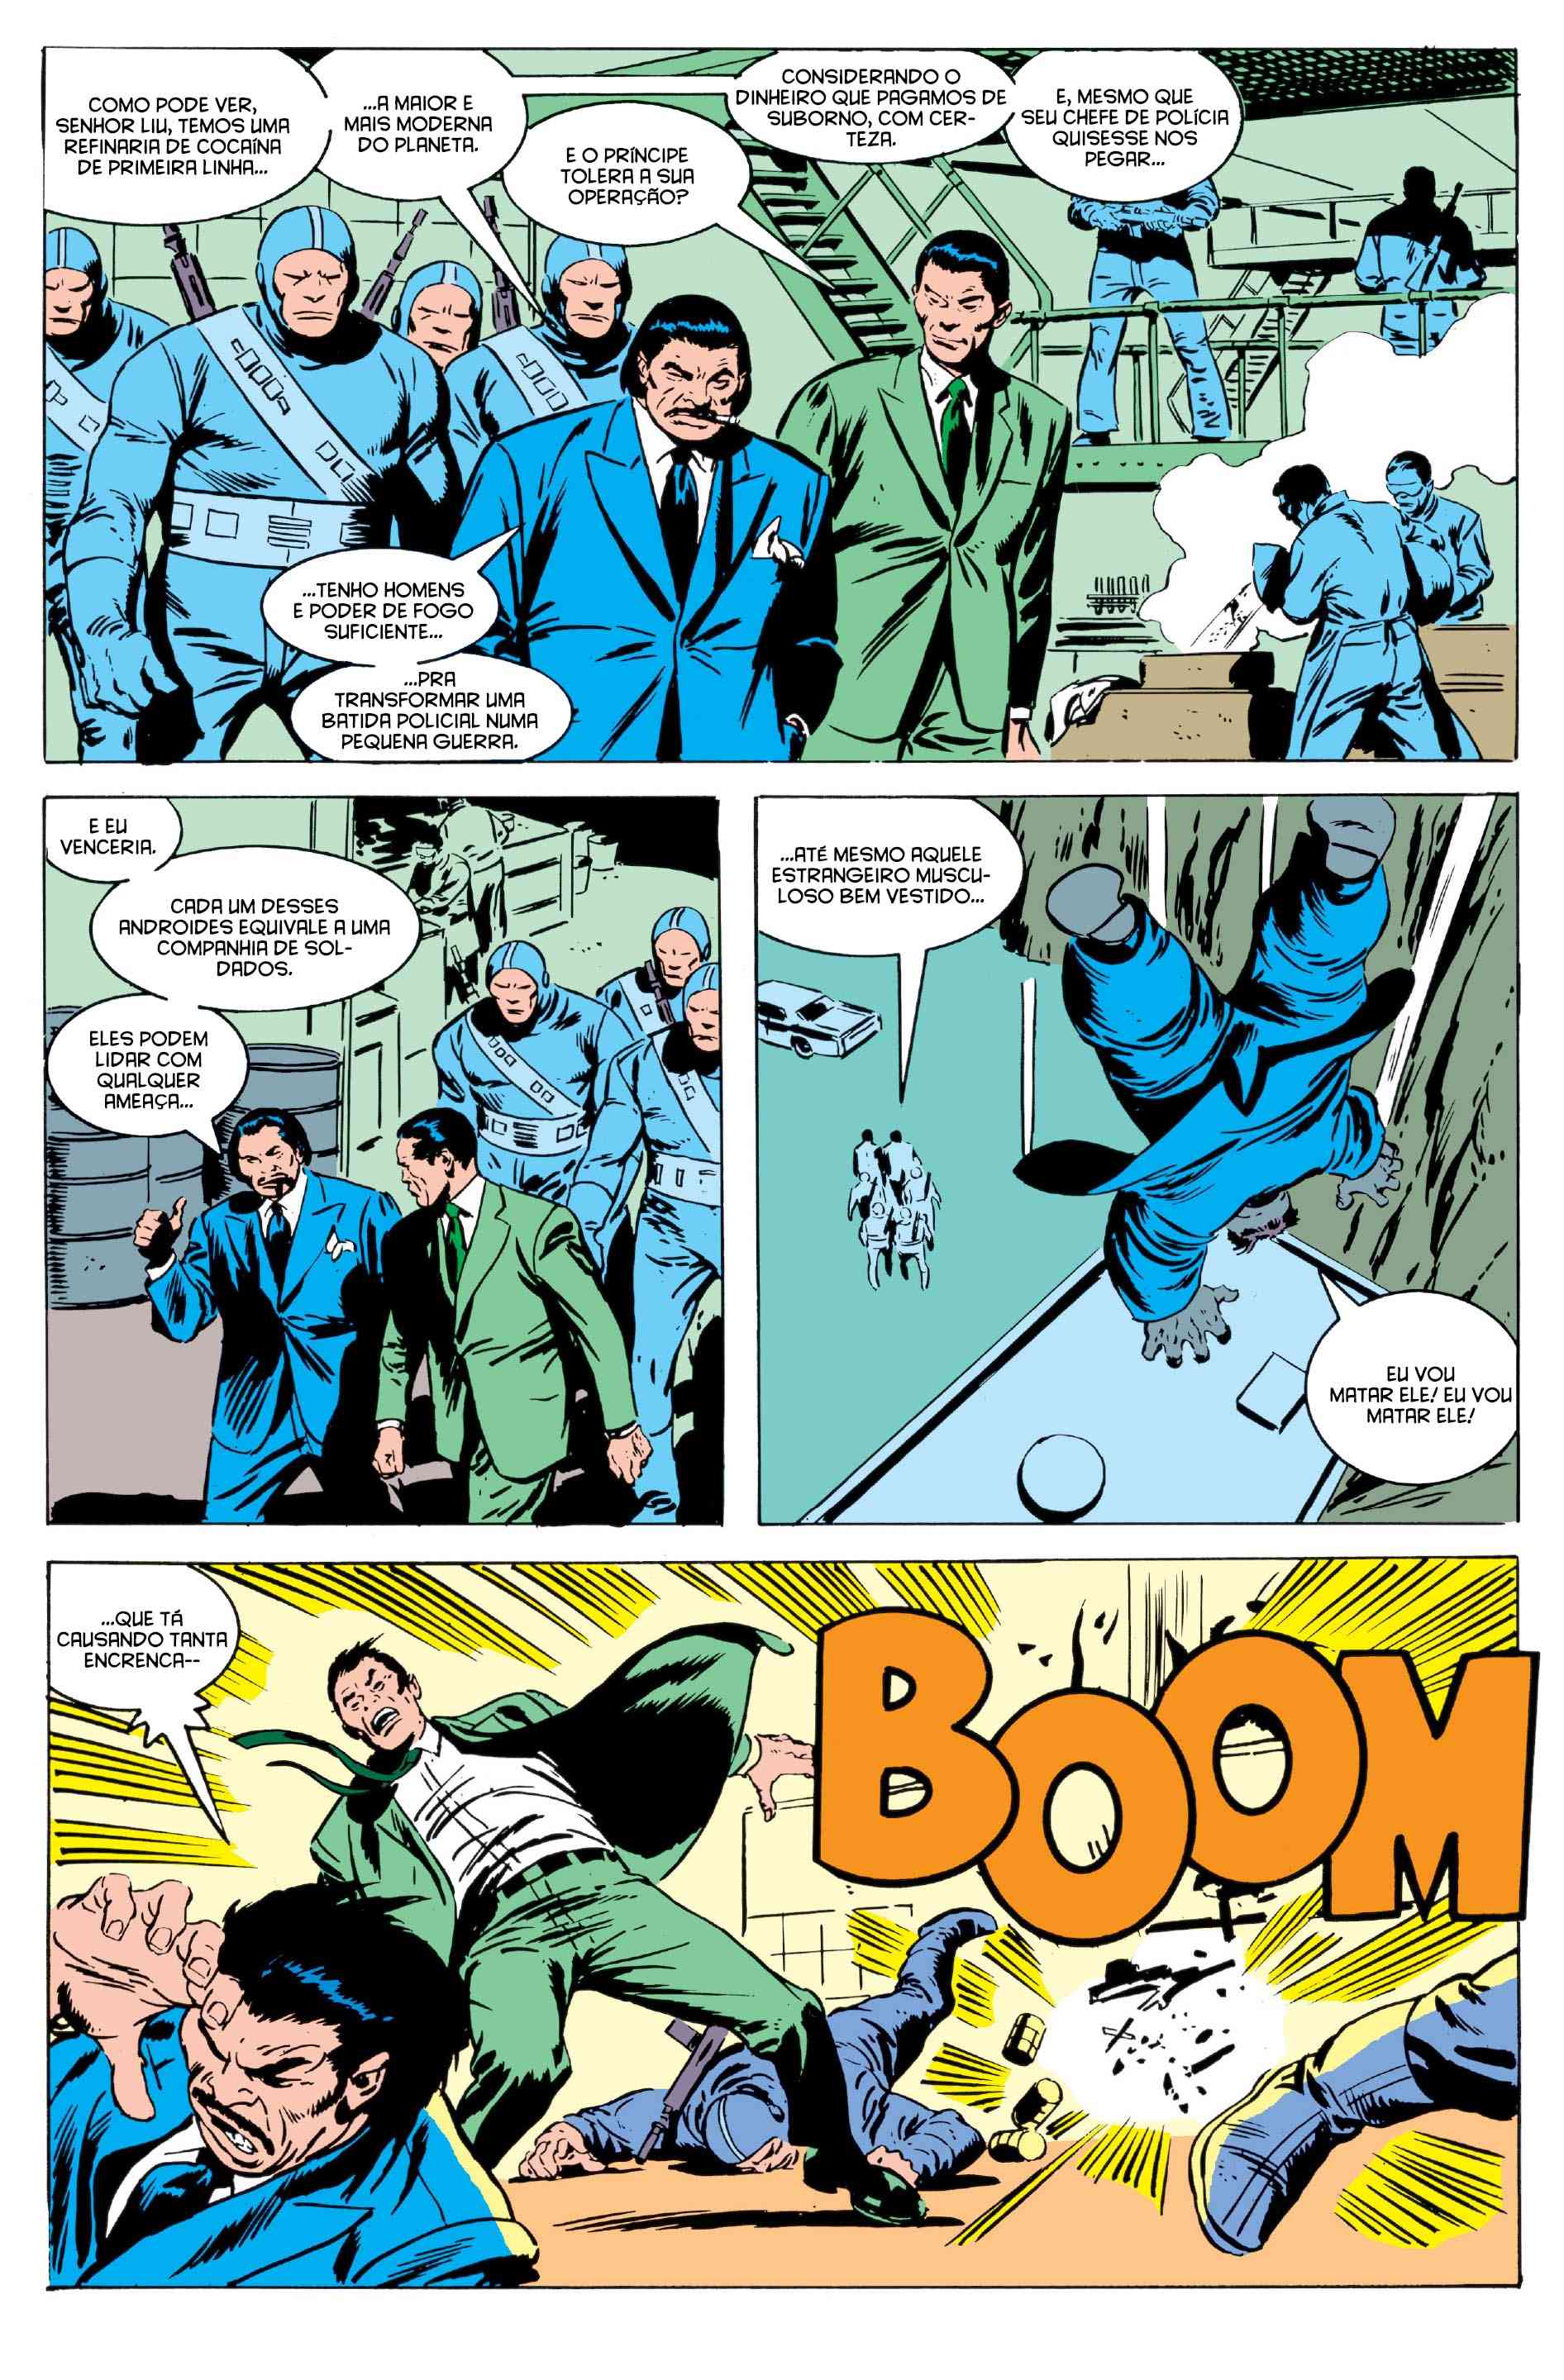 COMO PODE VER,
SENHOR LIU, TEMOS UMA
REFINARIA DE COCAÍNA
DE PRIMEIRA LINHA...
...A MAIOR E
MAIS MODERNA
DO PLANETA.
E O PRÍNCIPE
TOLERA A SUA
OPERAÇÃO?
CONSIDERANDO O
DINHEIRO QUE PAGAMOS DE
SUBORNO, COM CER-
TEZA.
E, MESMO QUE
SEU CHEFE DE POLÍCIA
QUISESSE NOS
PEGAR...
...TENHO HOMENS
E PODER DE FOGO
SUFICIENTE...
...PRA
TRANSFORMAR UMA
BATIDA POLICIAL NUMA
PEQUENA GUERRA.
E EU
VENCERIA.
CADA UM DESSES
ANDROIDES EQUIVALE A UMA
COMPANHIA DE SOL-
DADOS.
ELES PODEM
LIDAR COM
QUALQUER
AMEAÇA...
...ATÉ MESMO AQUELE
ESTRANGEIRO MUSCU-
LOSO BEM VESTIDO...
EU VOU
MATAR ELE! EU VOU
MATAR ELE!
...QUE TÁ
CAUSANDO TANTA
ENCRENCA--
BOOM